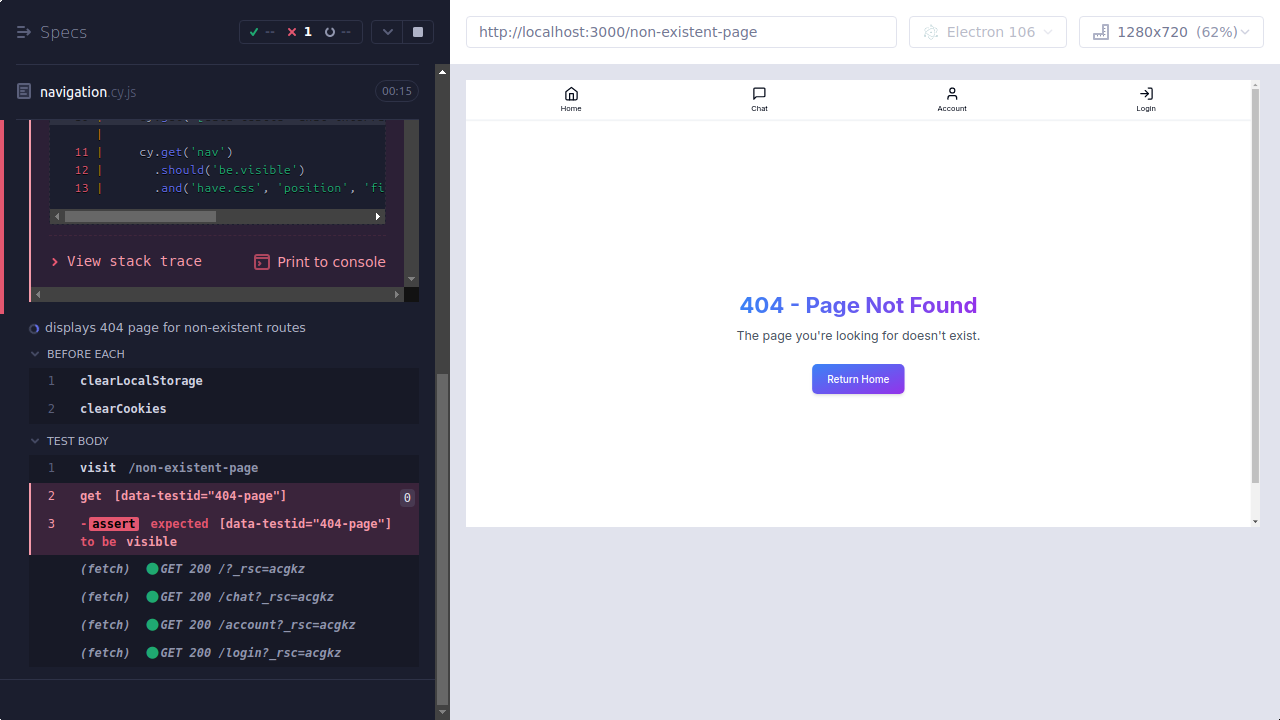 Specs
-- 1 --
navigation.cy.js
00:15
|
11 | cy.get('nav')
12 | .should('be.visible')
13 | .and('have.css', 'position', 'fi
View stack trace
Print to console
displays 404 page for non-existent routes
BEFORE EACH
1 clearLocalStorage
2 clearCookies
TEST BODY
1 visit /non-existent-page
2 get [data-testid="404-page"] 0
3 -assert expected [data-testid="404-page"]
to be visible
(fetch) GET 200 /?_rsc=acgkz
(fetch) GET 200 /chat?_rsc=acgkz
(fetch) GET 200 /account?_rsc=acgkz
(fetch) GET 200 /login?_rsc=acgkz
http://localhost:3000/non-existent-page
Electron 106
1280x720 (62%)
Home
Chat
Account
Login
404 - Page Not Found
The page you're looking for doesn't exist.
Return Home